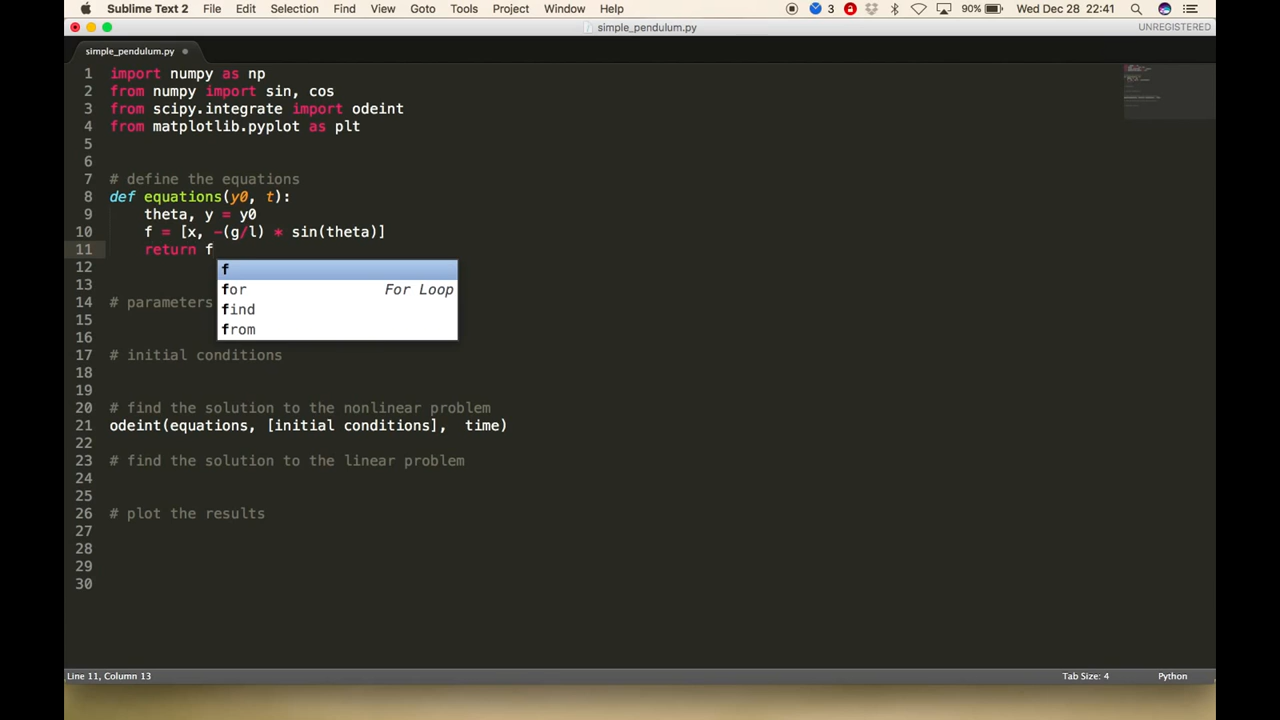 Sublime Text 2 File Edit Selection Find View Goto Tools Project Window Help 3 90% Wed Dec 28 22:41
simple_pendulum.py UNREGISTERED
simple_pendulum.py
1 import numpy as np
2 from numpy import sin, cos
3 from scipy.integrate import odeint
4 from matplotlib.pyplot as plt
5
6
7 # define the equations
8 def equations(y0, t):
9 theta, y = y0
10 f = [x, -(g/l) * sin(theta)]
11 return f
12 f
13 for For Loop
14 # parameters find
15 from
16
17 # initial conditions
18
19
20 # find the solution to the nonlinear problem
21 odeint(equations, [initial conditions], time)
22
23 # find the solution to the linear problem
24
25
26 # plot the results
27
28
29
30
Line 11, Column 13 Tab Size: 4 Python